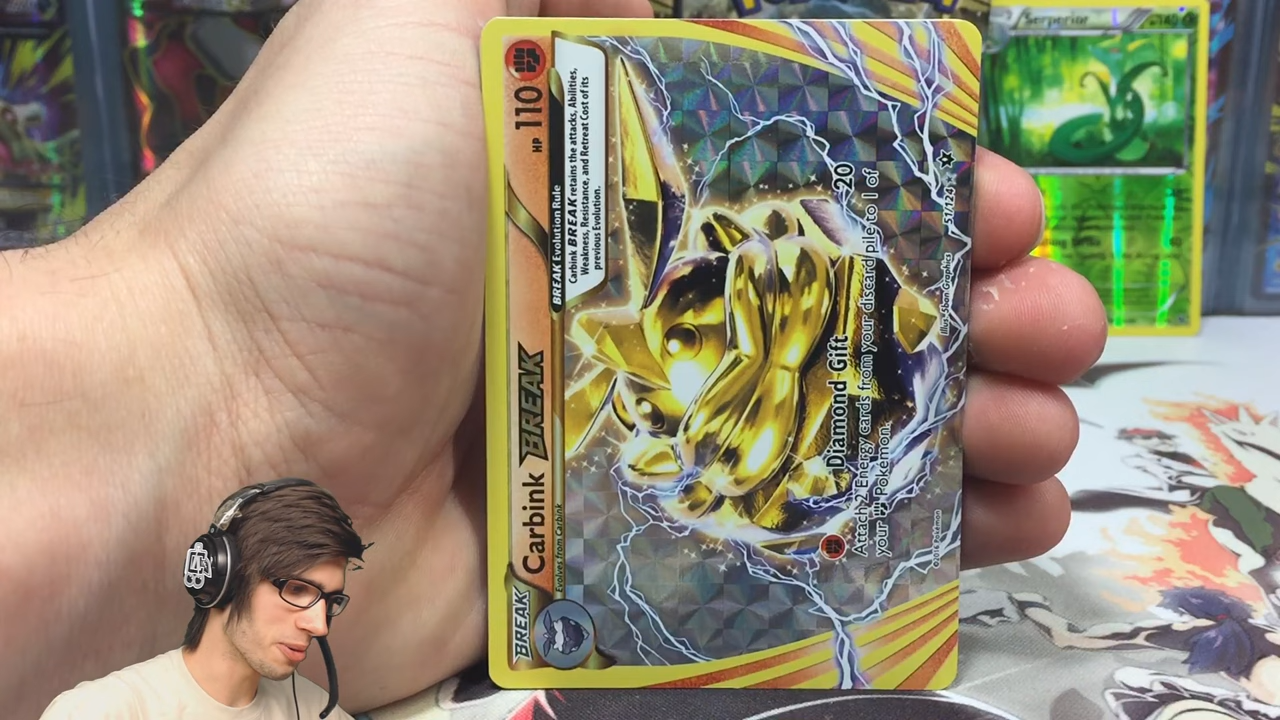 BREAK
Carbink BREAK
HP 110
Evolves from Carbink
BREAK Evolution Rule
Carbink BREAK retains the attacks, Abilities,
Weakness, Resistance, and Retreat Cost of its
previous Evolution.
Diamond Gift 20
Attach 2 Energy cards from your discard pile to 1 of
your Pokémon.
©2016 Pokémon
Illus. 5ban Graphics
51/124
Serperior